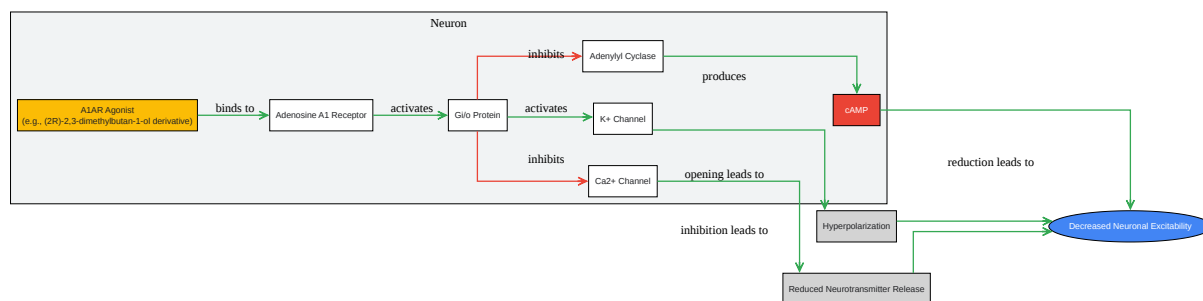 Neuron
inhibits
Adenylyl Cyclase
produces
A1AR Agonist
(e.g., (2R)-2,3-dimethylbutan-1-ol derivative)
binds to
Adenosine A1 Receptor
activates
Gi/o Protein
activates
K+ Channel
cAMP
inhibits
Ca2+ Channel
opening leads to
reduction leads to
inhibition leads to
Hyperpolarization
Decreased Neuronal Excitability
Reduced Neurotransmitter Release